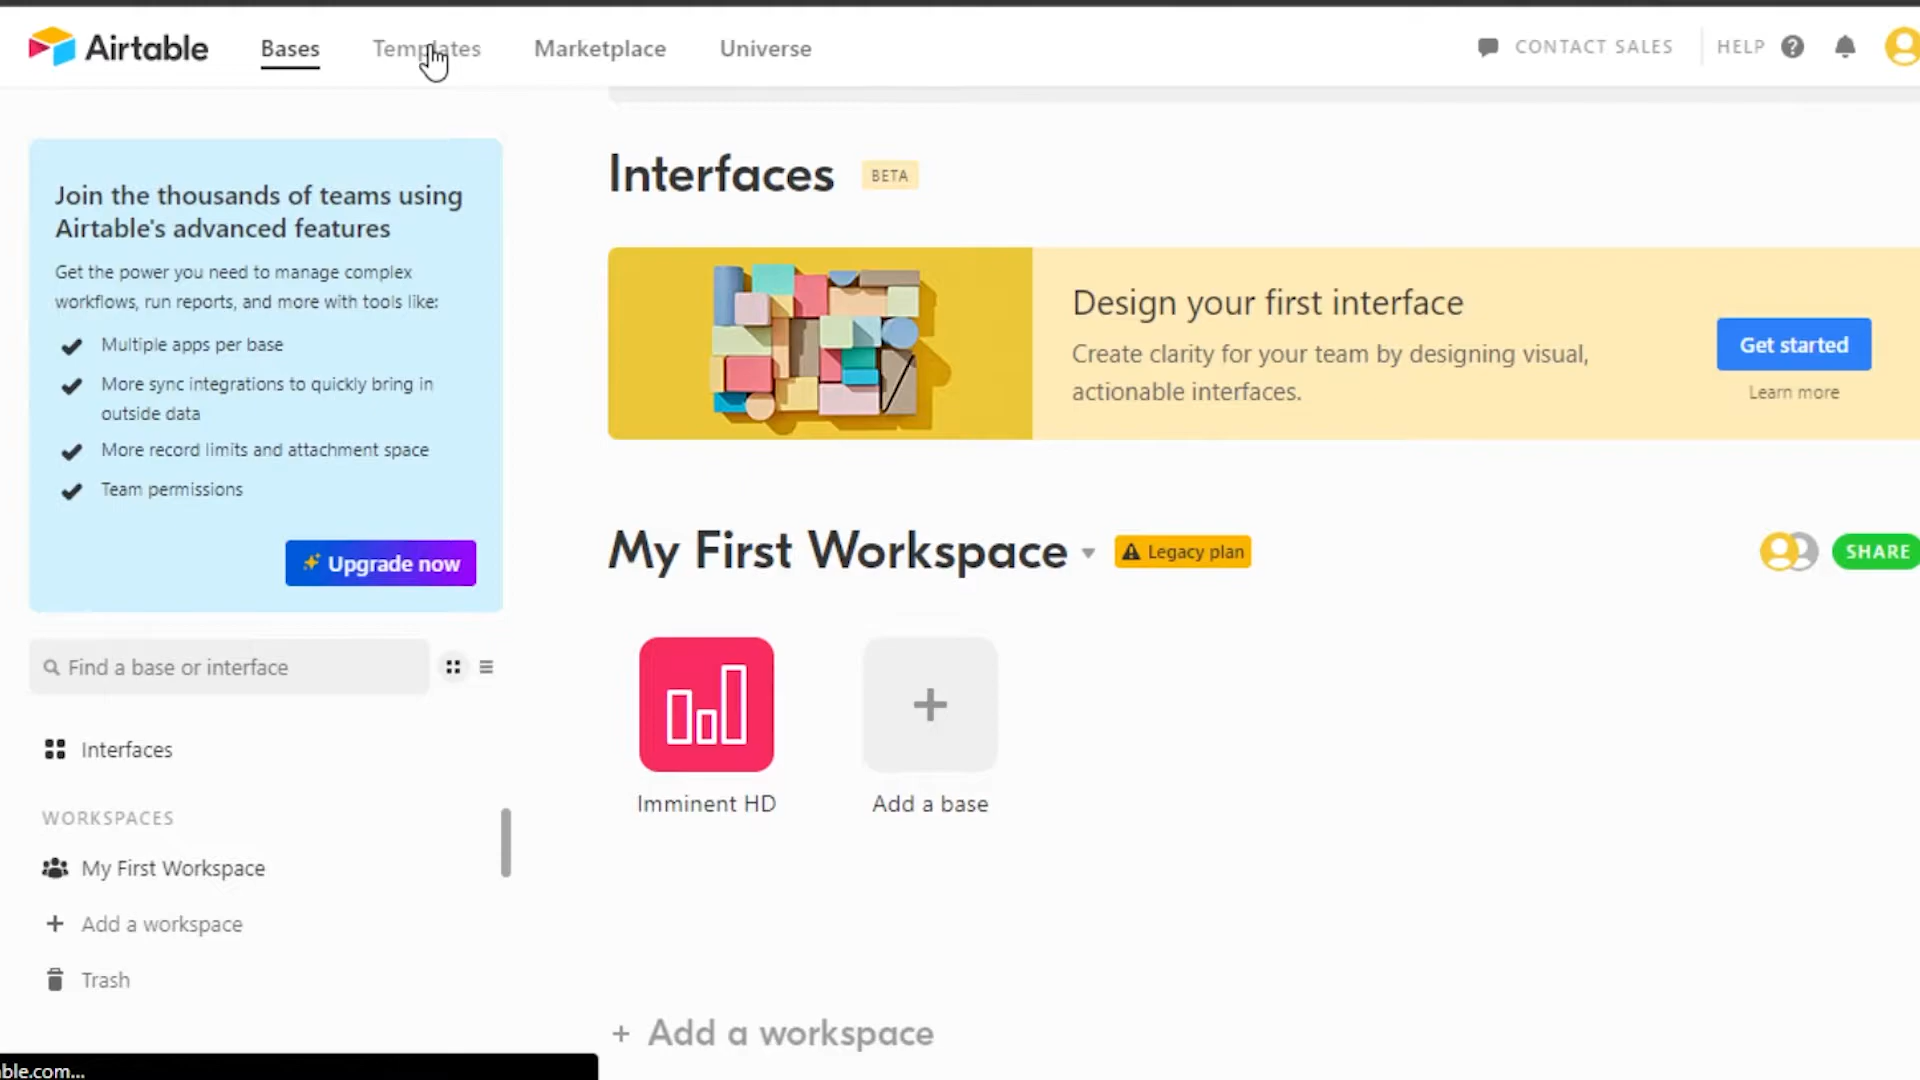 Airtable
Bases
Templates
Marketplace
Universe
CONTACT SALES
HELP
Join the thousands of teams using
Airtable's advanced features
Get the power you need to manage complex
workflows, run reports, and more with tools like:
Multiple apps per base
More sync integrations to quickly bring in
outside data
More record limits and attachment space
Team permissions
Upgrade now
Find a base or interface
Interfaces
WORKSPACES
My First Workspace
Add a workspace
Trash
Interfaces
BETA
Design your first interface
Create clarity for your team by designing visual,
actionable interfaces.
Get started
Learn more
My First Workspace
Legacy plan
SHARE
Imminent HD
Add a base
+ Add a workspace
ble.com...